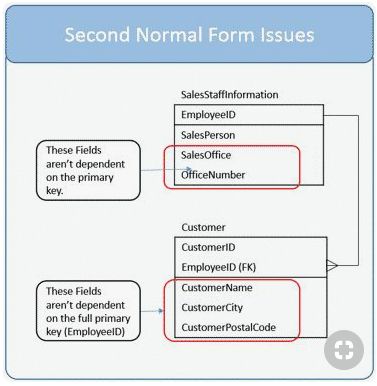 Second Normal Form Issues
SalesStaffInformation
EmployeeID
SalesPerson
SalesOffice
OfficeNumber
These Fields
aren't dependent
on the primary
key.
Customer
CustomerID
EmployeeID (FK)
CustomerName
CustomerCity
CustomerPostalCode
These Fields
aren't dependent
on the full primary
key (EmployeeID)